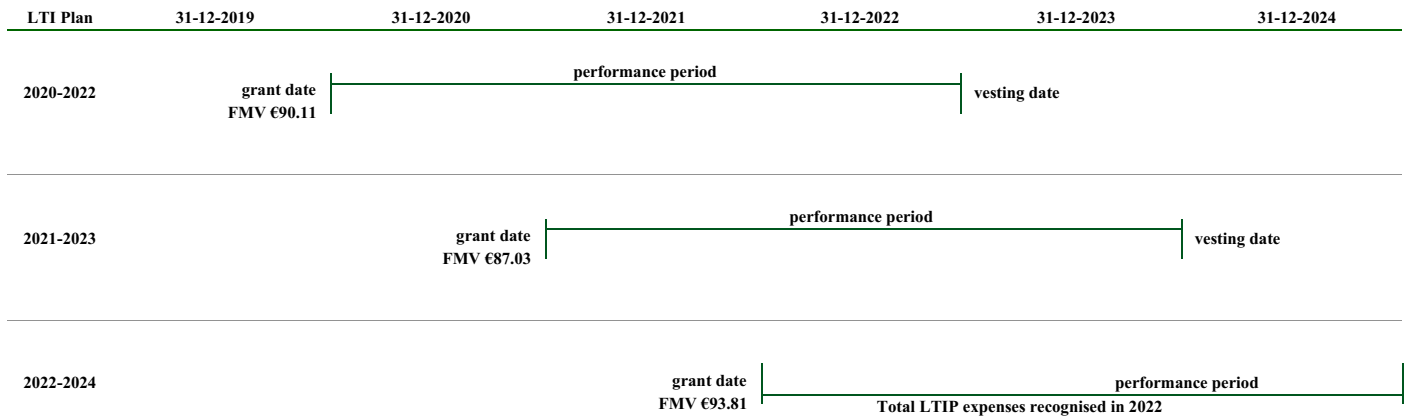 LTI Plan 31-12-2019 31-12-2020 31-12-2021 31-12-2022 31-12-2023 31-12-2024
performance period
2020-2022 grant date vesting date
FMV €90.11
performance period
2021-2023 grant date vesting date
FMV €87.03
2022-2024 grant date performance period
FMV €93.81 Total LTIP expenses recognised in 2022